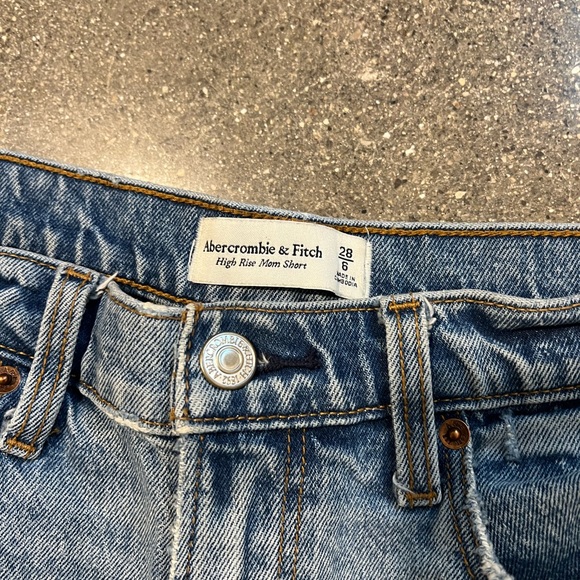 Abercrombie & Fitch
High Rise Mom Short
28
6
MADE IN
CAMBODIA